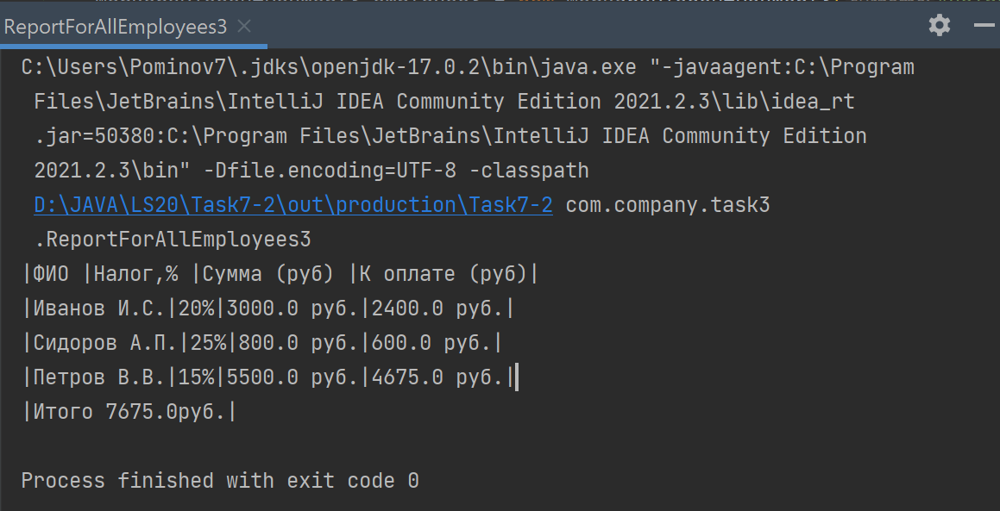 ReportForAllEmployees3
C:\Users\Pominov7\.jdks\openjdk-17.0.2\bin\java.exe "-javaagent:C:\Program
Files\JetBrains\IntelliJ IDEA Community Edition 2021.2.3\lib\idea_rt
.jar=50380:C:\Program Files\JetBrains\IntelliJ IDEA Community Edition
2021.2.3\bin" -Dfile.encoding=UTF-8 -classpath
D:\JAVA\LS20\Task7-2\out\production\Task7-2 com.company.task3
.ReportForAllEmployees3
|ФИО |Налог,% |Сумма (руб) |К оплате (руб)|
|Иванов И.С.|20%|3000.0 руб.|2400.0 руб.|
|Сидоров А.П.|25%|800.0 руб.|600.0 руб.|
|Петров В.В.|15%|5500.0 руб.|4675.0 руб.|
|Итого 7675.0руб.|
Process finished with exit code 0